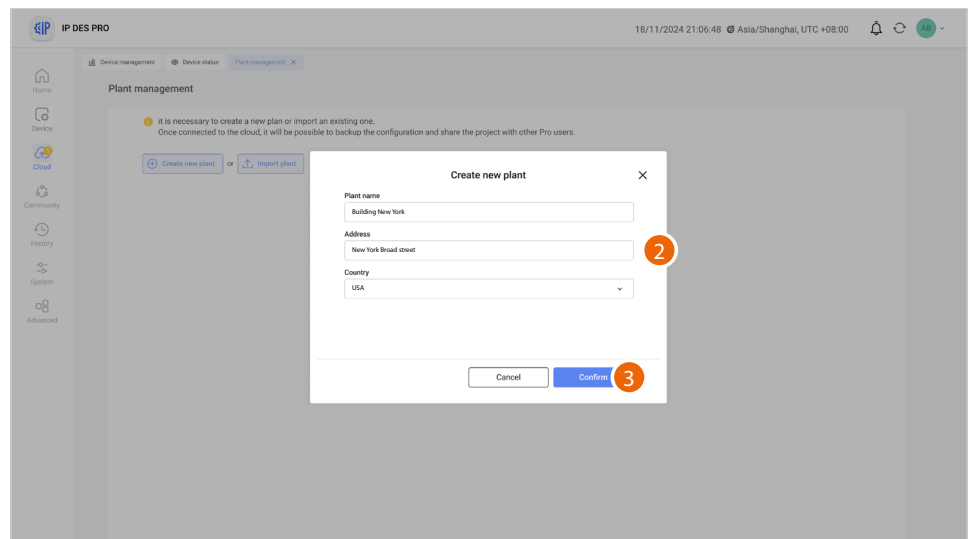 IP DES PRO
18/11/2024 21:06:48 Asia/Shanghai, UTC +08:00
AB
Device management
Device status
Plant management
Home
Device
Cloud
Community
History
System
Advanced
Plant management
it is necessary to create a new plan or import an existing one.
Once connected to the cloud, it will be possible to backup the configuration and share the project with other Pro users.
Create new plant or Import plant
Create new plant
Plant name
Building New York
Address
New York Broad street
2
Country
USA
Cancel
Confirm
3